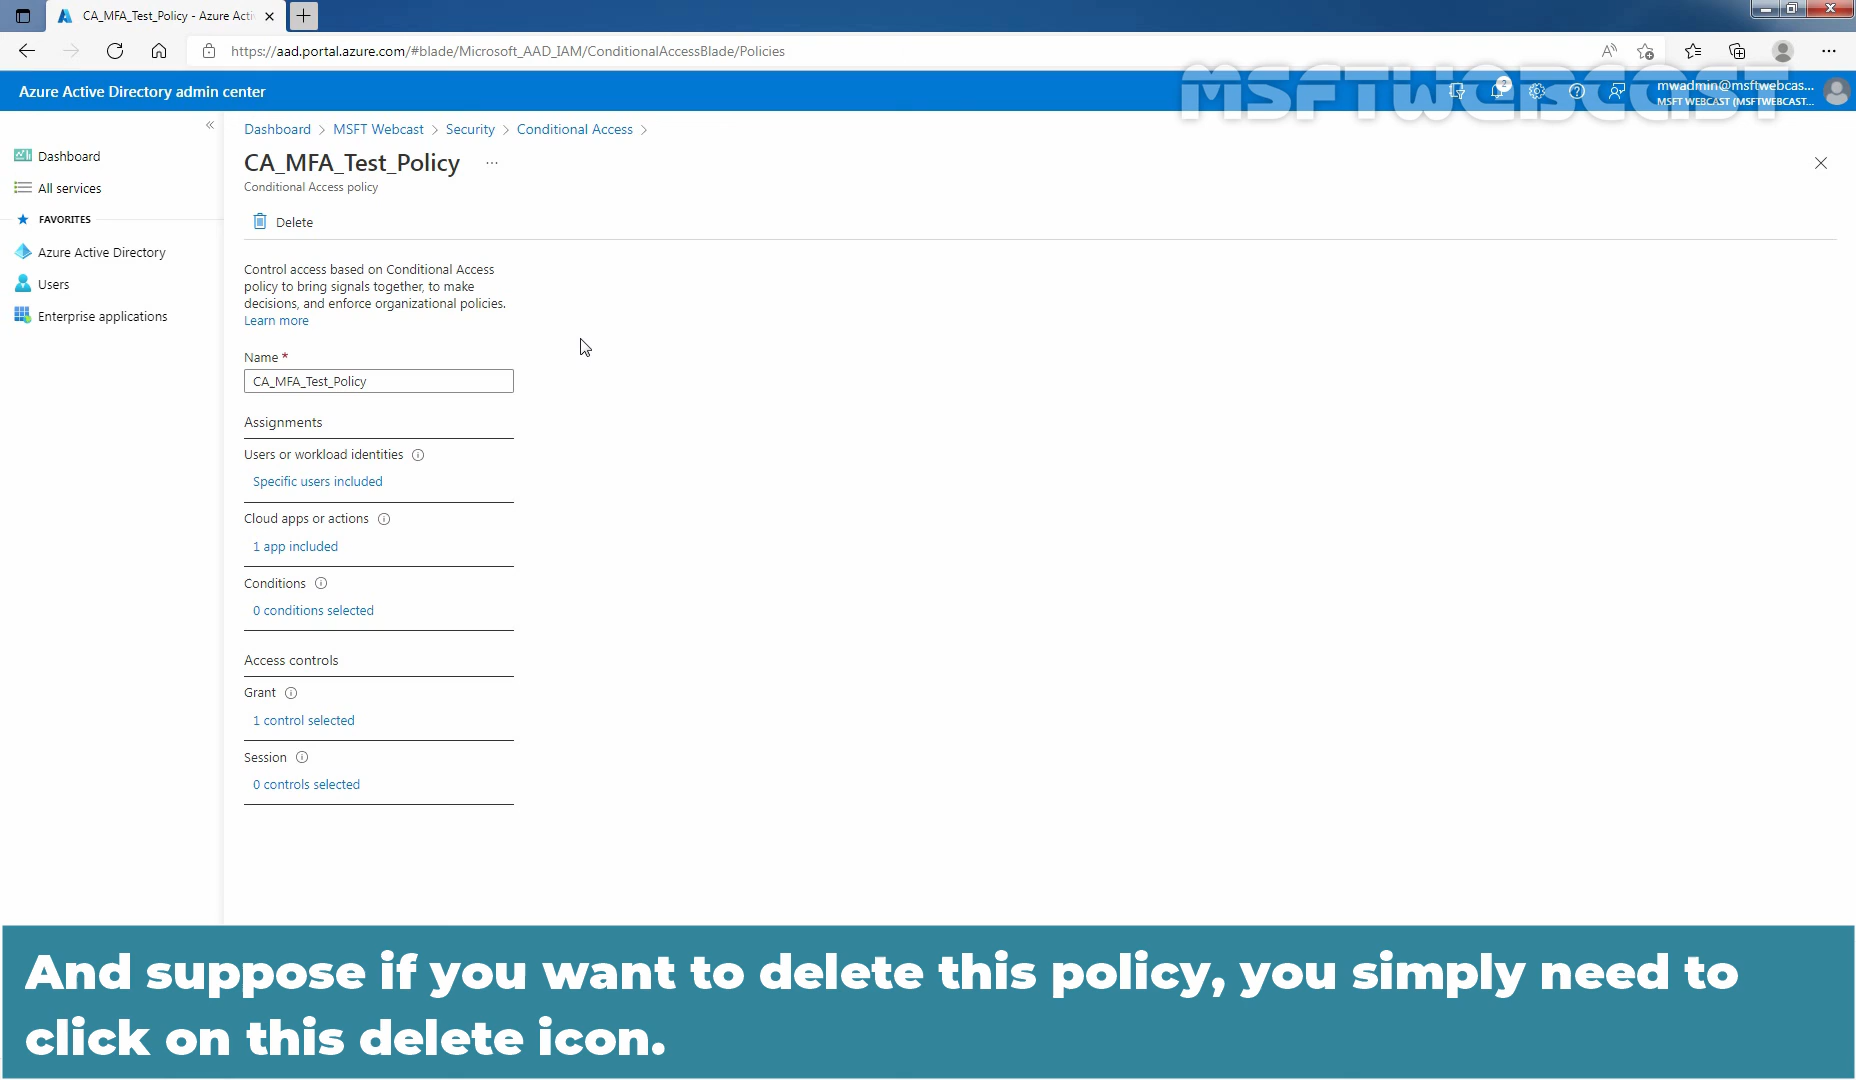 CA_MFA_Test_Policy - Azure Acti
https://aad.portal.azure.com/#blade/Microsoft_AAD_IAM/ConditionalAccessBlade/Policies
MSFTWEBCAST
Azure Active Directory admin center
2
mwadmin@msftwebcas...
MSFT WEBCAST (MSFTWEBCAST....
Dashboard > MSFT Webcast > Security > Conditional Access >
Dashboard
All services
FAVORITES
Azure Active Directory
Users
Enterprise applications
CA_MFA_Test_Policy ...
Conditional Access policy
Delete
Control access based on Conditional Access
policy to bring signals together, to make
decisions, and enforce organizational policies.
Learn more
Name *
CA_MFA_Test_Policy
Assignments
Users or workload identities
Specific users included
Cloud apps or actions
1 app included
Conditions
0 conditions selected
Access controls
Grant
1 control selected
Session
0 controls selected
And suppose if you want to delete this policy, you simply need to
click on this delete icon.